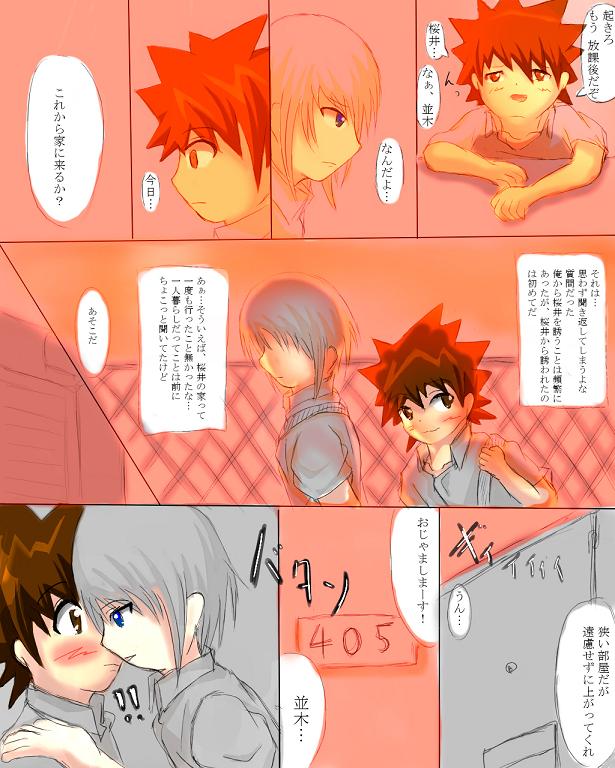 起きろ
もう 放課後だぞ
桜井…
なぁ、並木
んっ
なんだよ…
今日…
これから家に来るか？
それは…
思わず聞き返してしまうような
質問だった
俺から桜井を誘うことは頻繁に
あったが、桜井から誘われたの
は初めてだ
あぁ…そういえば、桜井の家って
一度も行ったこと無かったな…
一人暮らしだってことは前に
ちょこっと聞いてたけど
あそこだ
ギィイイイ
うん…
狭い部屋だが
遠慮せずに上がってくれ
おじゃましまーす！
405
バタン
並木…
!!